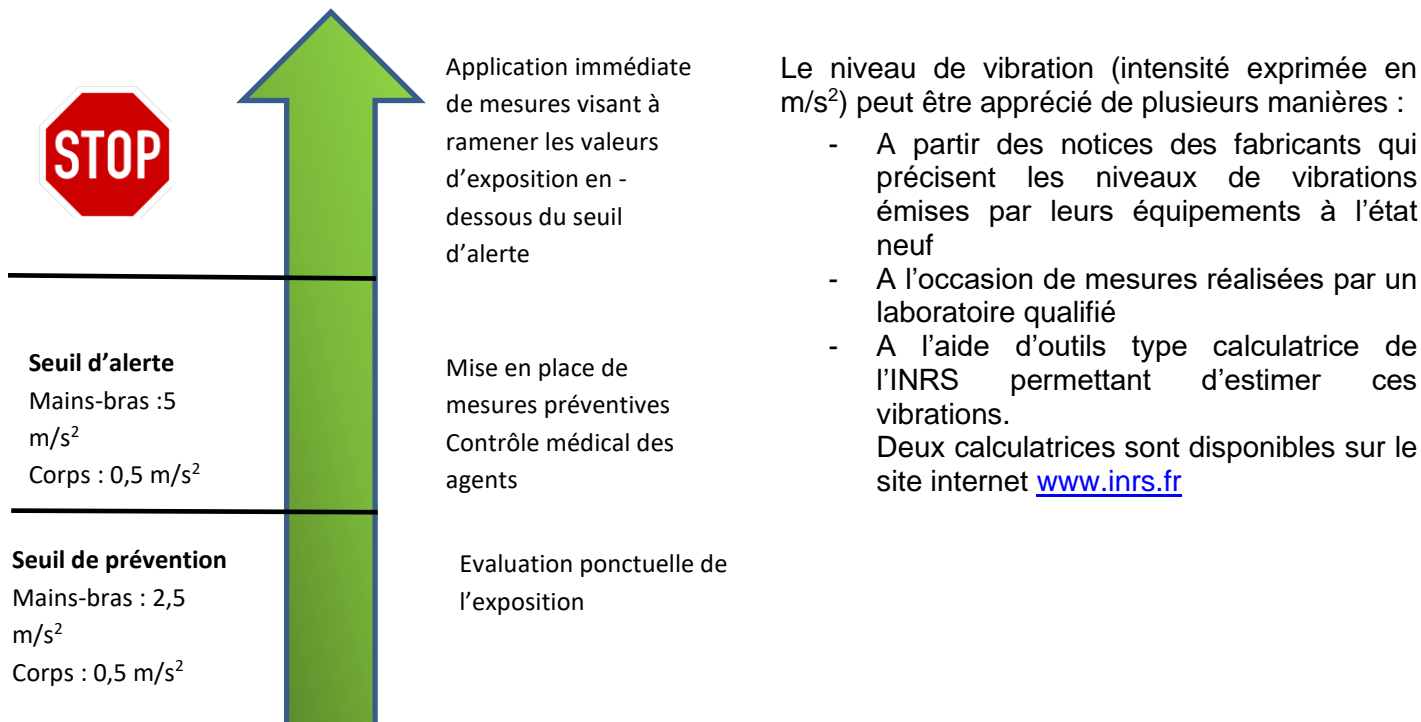 STOP
Application immédiate
de mesures visant à
ramener les valeurs
d’exposition en -
dessous du seuil
d’alerte
Seuil d’alerte
Mains-bras :5
m/s²
Corps : 0,5 m/s²
Mise en place de
mesures préventives
Contrôle médical des
agents
Seuil de prévention
Mains-bras : 2,5
m/s²
Corps : 0,5 m/s²
Evaluation ponctuelle de
l’exposition
Le niveau de vibration (intensité exprimée en
m/s²) peut être apprécié de plusieurs manières :
- A partir des notices des fabricants qui
précisent les niveaux de vibrations
émises par leurs équipements à l’état
neuf
- A l’occasion de mesures réalisées par un
laboratoire qualifié
- A l’aide d’outils type calculatrice de
l’INRS permettant d’estimer ces
vibrations.
Deux calculatrices sont disponibles sur le
site internet www.inrs.fr